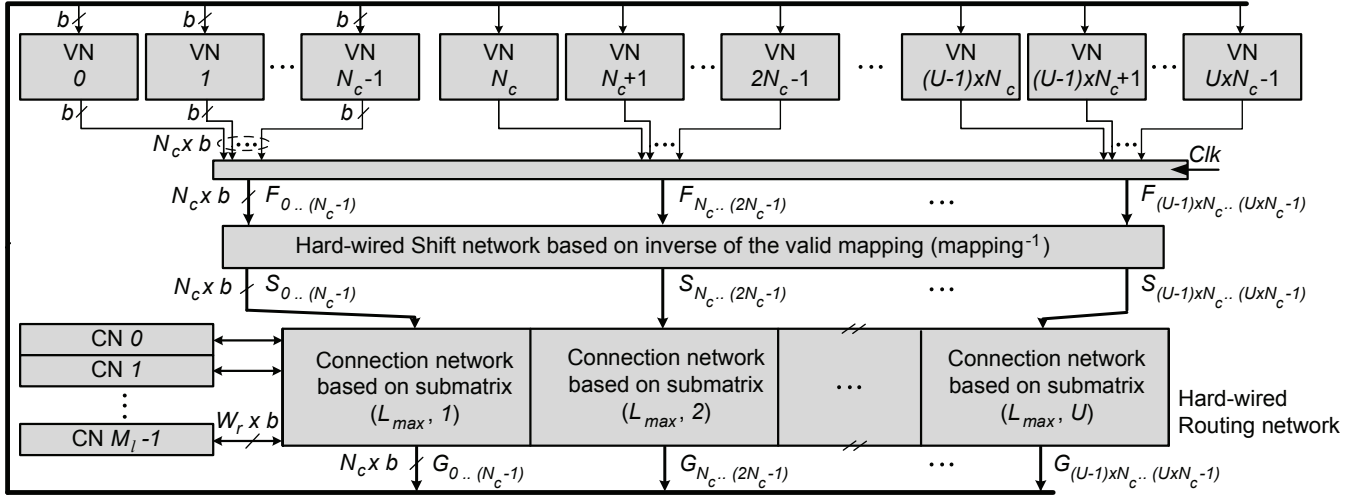 b b b
VN 0 VN 1 ... VN N_c-1 VN N_c VN N_c+1 ... VN 2N_c-1 ... VN (U-1)xN_c VN (U-1)xN_c+1 ... VN UxN_c-1
b b b
N_c x b ... ... ...
Clk
N_c x b F_0 .. (N_c-1) F_N_c.. (2N_c-1) ... F_(U-1)xN_c.. (UxN_c-1)
Hard-wired Shift network based on inverse of the valid mapping (mapping^-1)
N_c x b S_0 .. (N_c-1) S_N_c.. (2N_c-1) ... S_(U-1)xN_c.. (UxN_c-1)
CN 0
CN 1
⋮
CN M_l -1
W_r x b
Connection network based on submatrix (L_max, 1)
Connection network based on submatrix (L_max, 2)
...
Connection network based on submatrix (L_max, U)
Hard-wired
Routing network
N_c x b G_0 .. (N_c-1) G_N_c.. (2N_c-1) ... G_(U-1)xN_c.. (UxN_c-1)